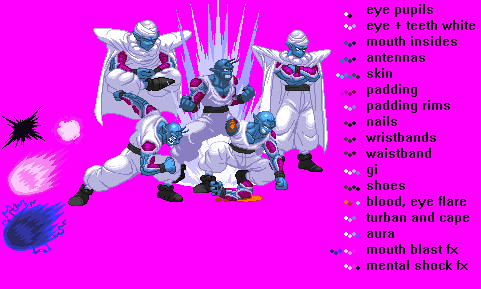 eye pupils
eye + teeth white
mouth insides
antennas
skin
padding
padding rims
nails
wristbands
waistband
gi
shoes
blood, eye flare
turban and cape
aura
mouth blast fx
mental shock fx